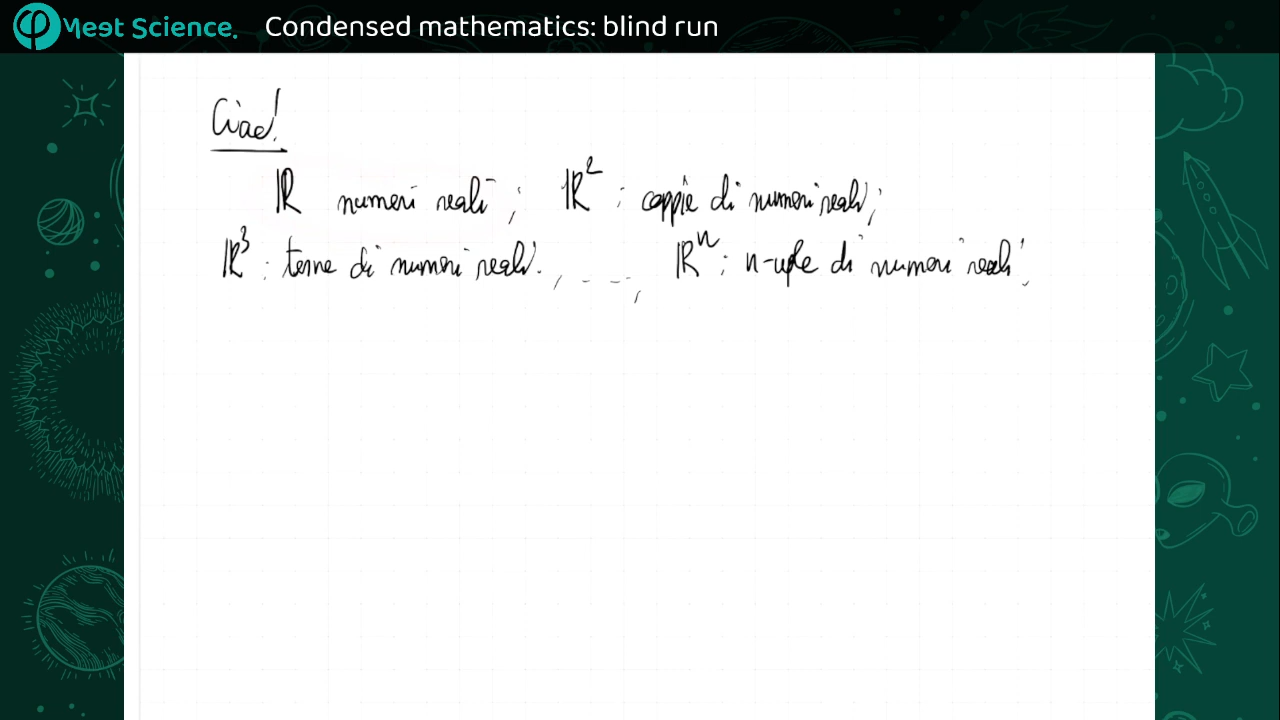 Meet Science.
Condensed mathematics: blind run
Ciao!
ℝ numeri reali ; ℝ² : coppie di numeri reali ;
ℝ³ : terne di numeri reali. , ---, ℝⁿ : n-uple di numeri reali.